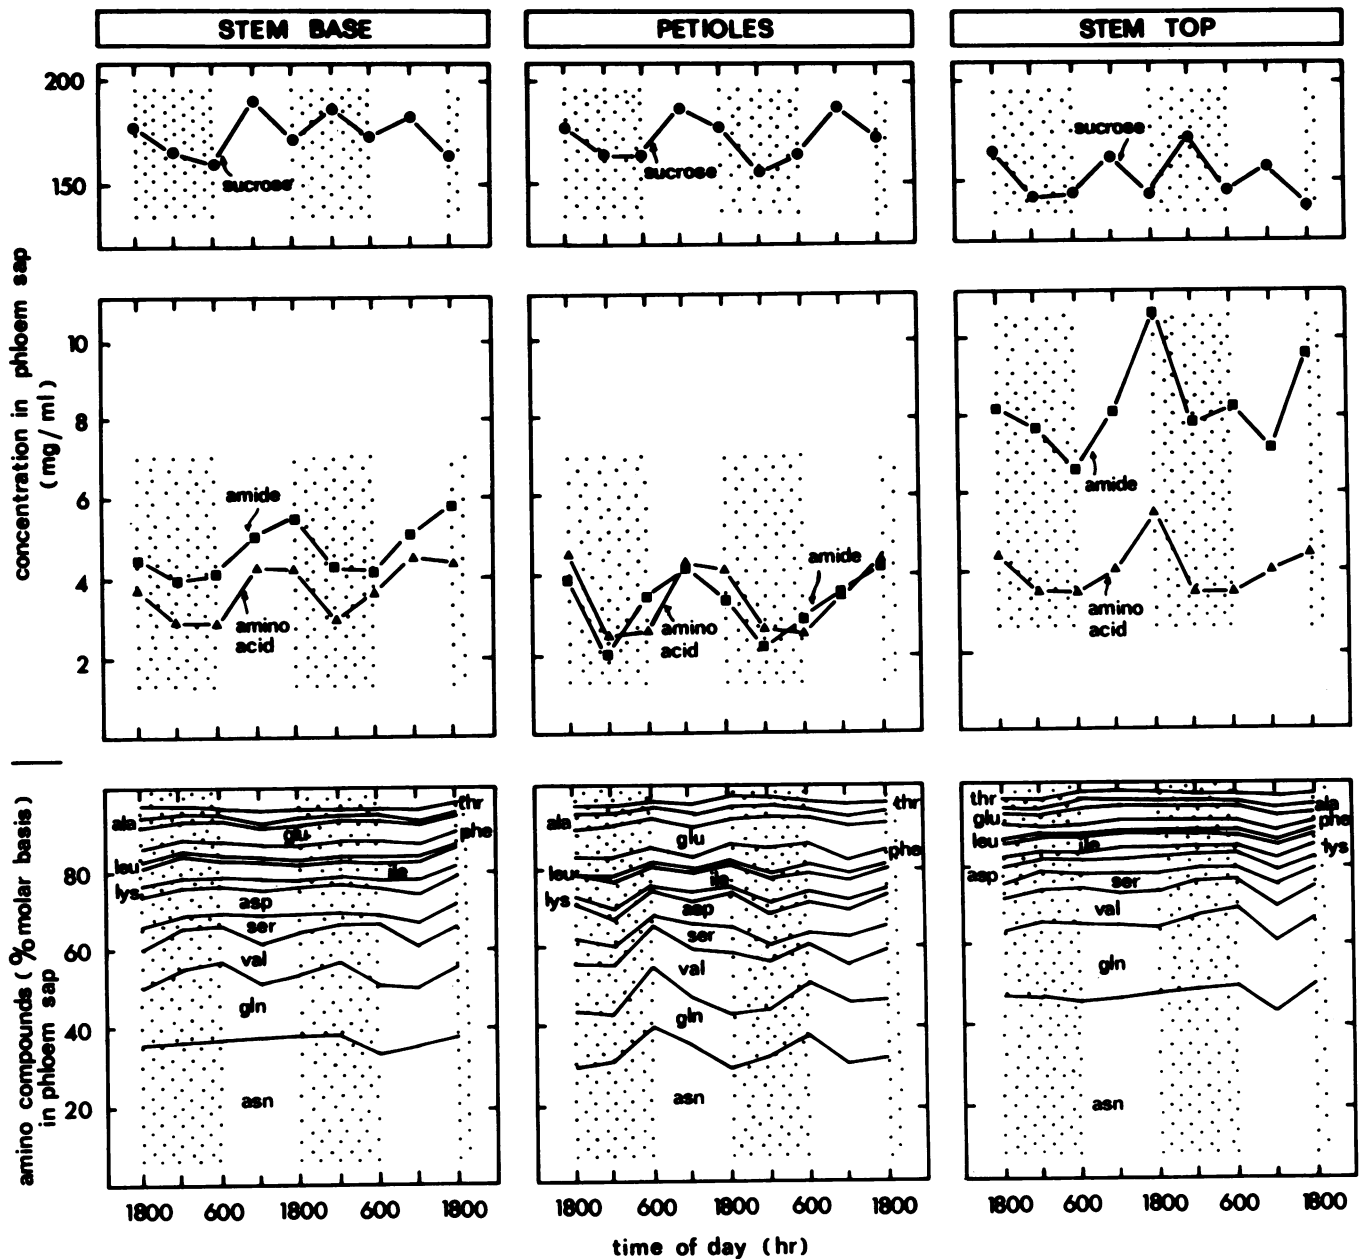 STEM BASE
PETIOLES
STEM TOP
200
150
sucrose
sucrose
sucrose
concentration in phloem sap
(mg/ml)
10
8
6
4
2
amide
amino
acid
amide
amino
acid
amide
amino
acid
amino compounds (% molar basis)
in phloem sap
80
60
40
20
thr
ala
glu
phe
leu
ile
lys
asp
ser
val
gln
asn
thr
ala
glu
phe
leu
ile
lys
asp
ser
val
gln
asn
thr
ala
glu
phe
leu
ile
lys
asp
ser
val
gln
asn
1800 600 1800 600 1800
1800 600 1800 600 1800
1800 600 1800 600 1800
time of day (hr)